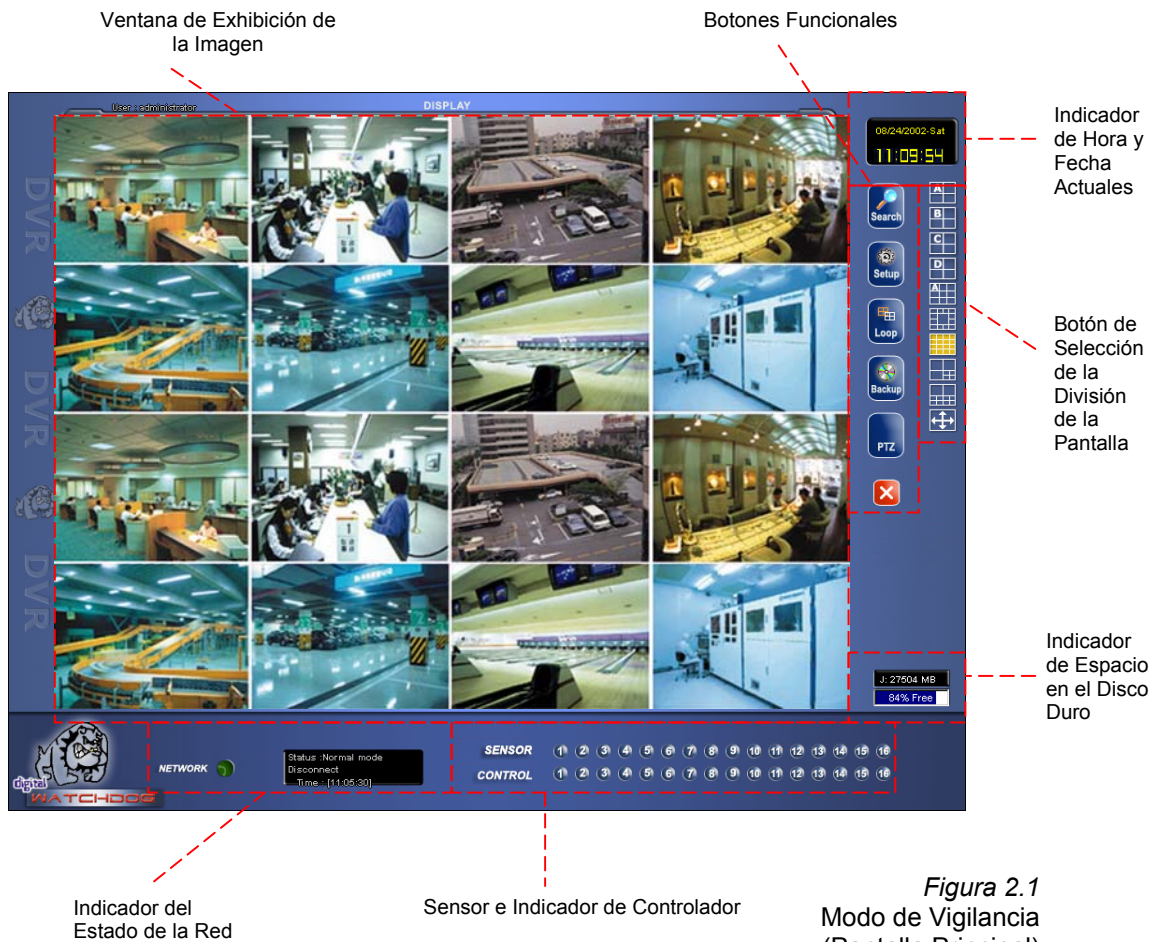 Ventana de Exhibición de
la Imagen
Botones Funcionales
User : administrator
DISPLAY
08/24/2002-Sat
11:09:54
Indicador
de Hora y
Fecha
Actuales
DVR
DVR
DVR
Search
Setup
Loop
Backup
PTZ
A
B
C
D
A
Botón de
Selección
de la
División
de la
Pantalla
Indicador
de Espacio
en el Disco
Duro
J: 27504 MB
84% Free
digital
WATCHDOG
NETWORK
Status :Normal mode
Disconnect
Time : [11:05:30]
SENSOR 1 2 3 4 5 6 7 8 9 10 11 12 13 14 15 16
CONTROL 1 2 3 4 5 6 7 8 9 10 11 12 13 14 15 16
Indicador del
Estado de la Red
Sensor e Indicador de Controlador
Figura 2.1
Modo de Vigilancia
(Pantalla Principal)